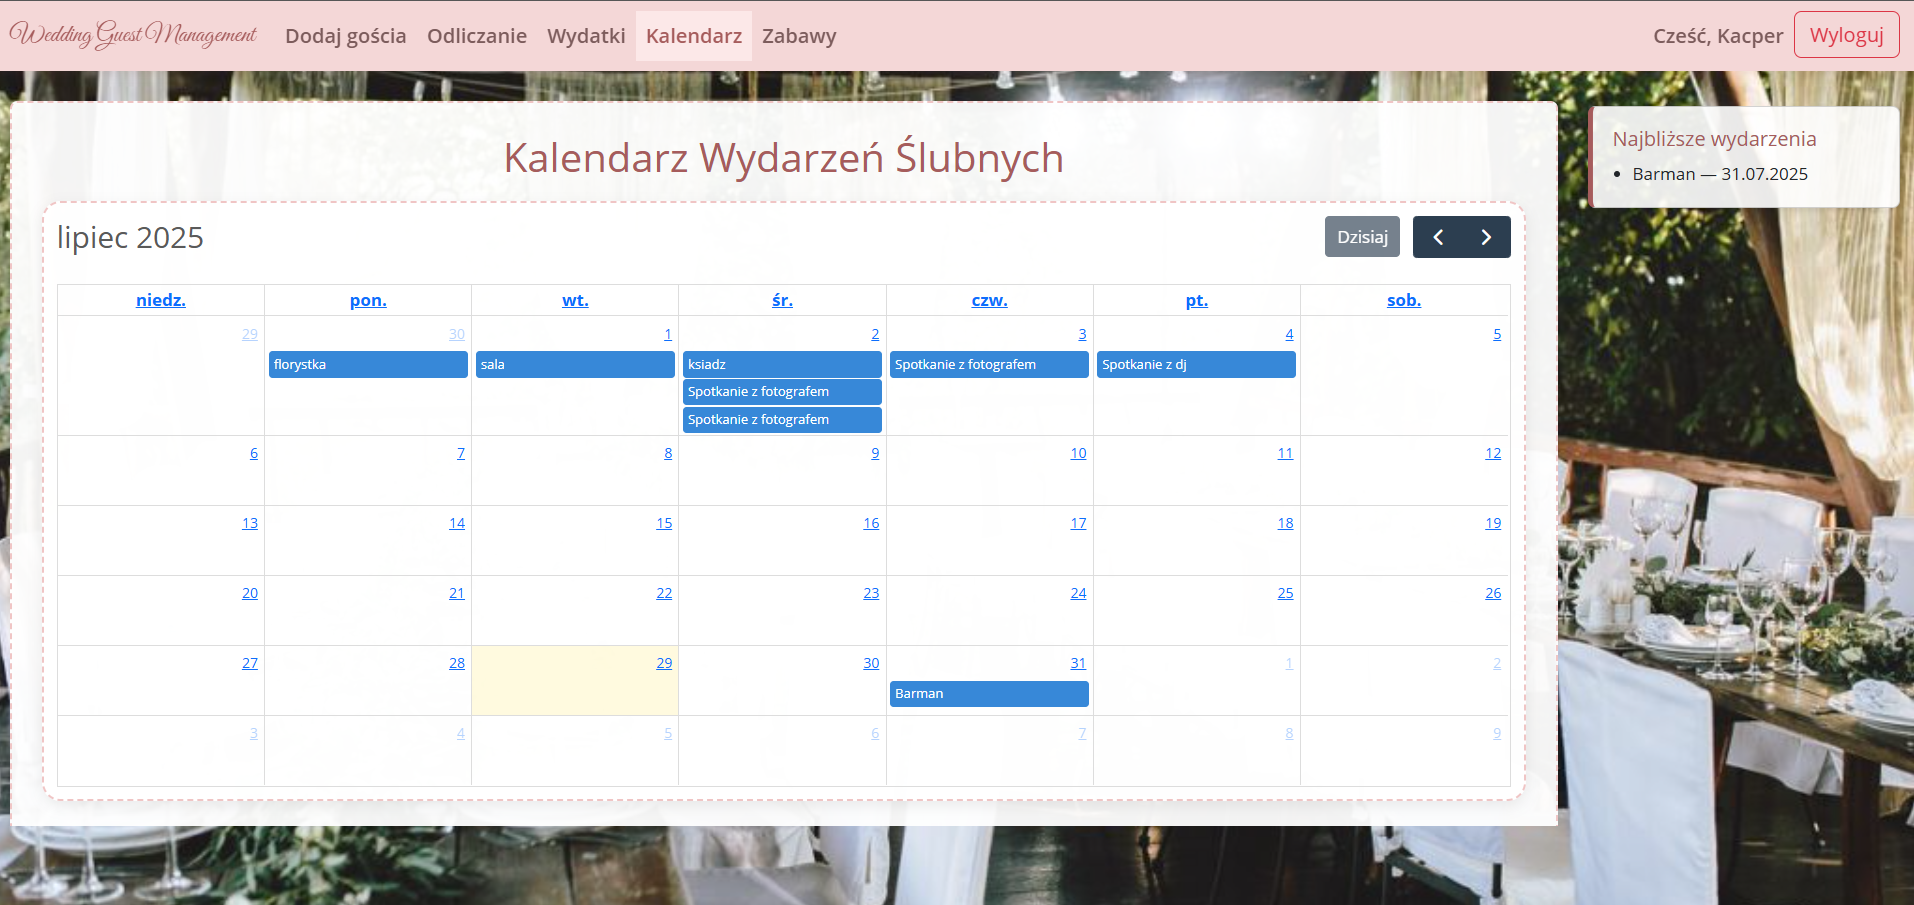 Wedding Guest Management Dodaj gościa Odliczanie Wydatki Kalendarz Zabawy Cześć, Kacper Wyloguj
Kalendarz Wydarzeń Ślubnych
Najbliższe wydarzenia
Barman — 31.07.2025
lipiec 2025 Dzisiaj
niedz. pon. wt. śr. czw. pt. sob.
29 30 1 2 3 4 5
florystka sala ksiadz Spotkanie z fotografem Spotkanie z dj
Spotkanie z fotografem
Spotkanie z fotografem
6 7 8 9 10 11 12
13 14 15 16 17 18 19
20 21 22 23 24 25 26
27 28 29 30 31 1 2
Barman
3 4 5 6 7 8 9